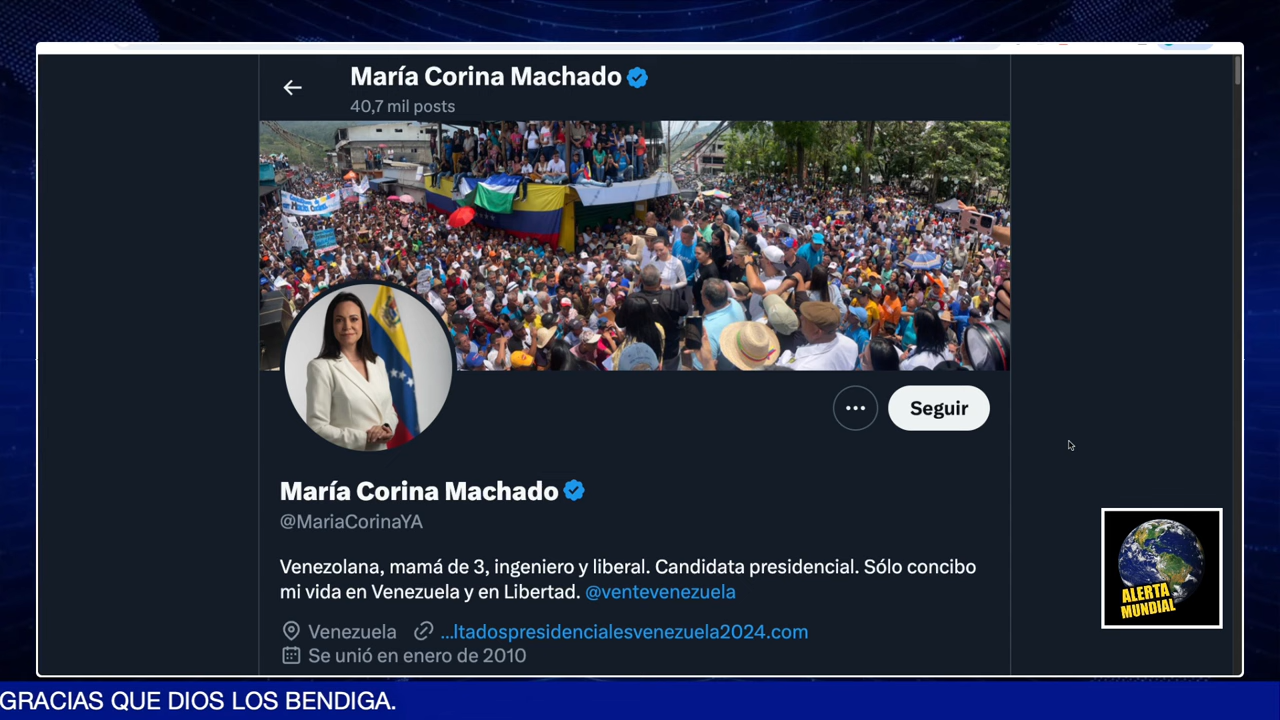 María Corina Machado
40,7 mil posts
Seguir
María Corina Machado
@MariaCorinaYA
Venezolana, mamá de 3, ingeniero y liberal. Candidata presidencial. Sólo concibo
mi vida en Venezuela y en Libertad. @ventevenezuela
Venezuela ...ltadospresidencialesvenezuela2024.com
Se unió en enero de 2010
ALERTA
MUNDIAL
GRACIAS QUE DIOS LOS BENDIGA.